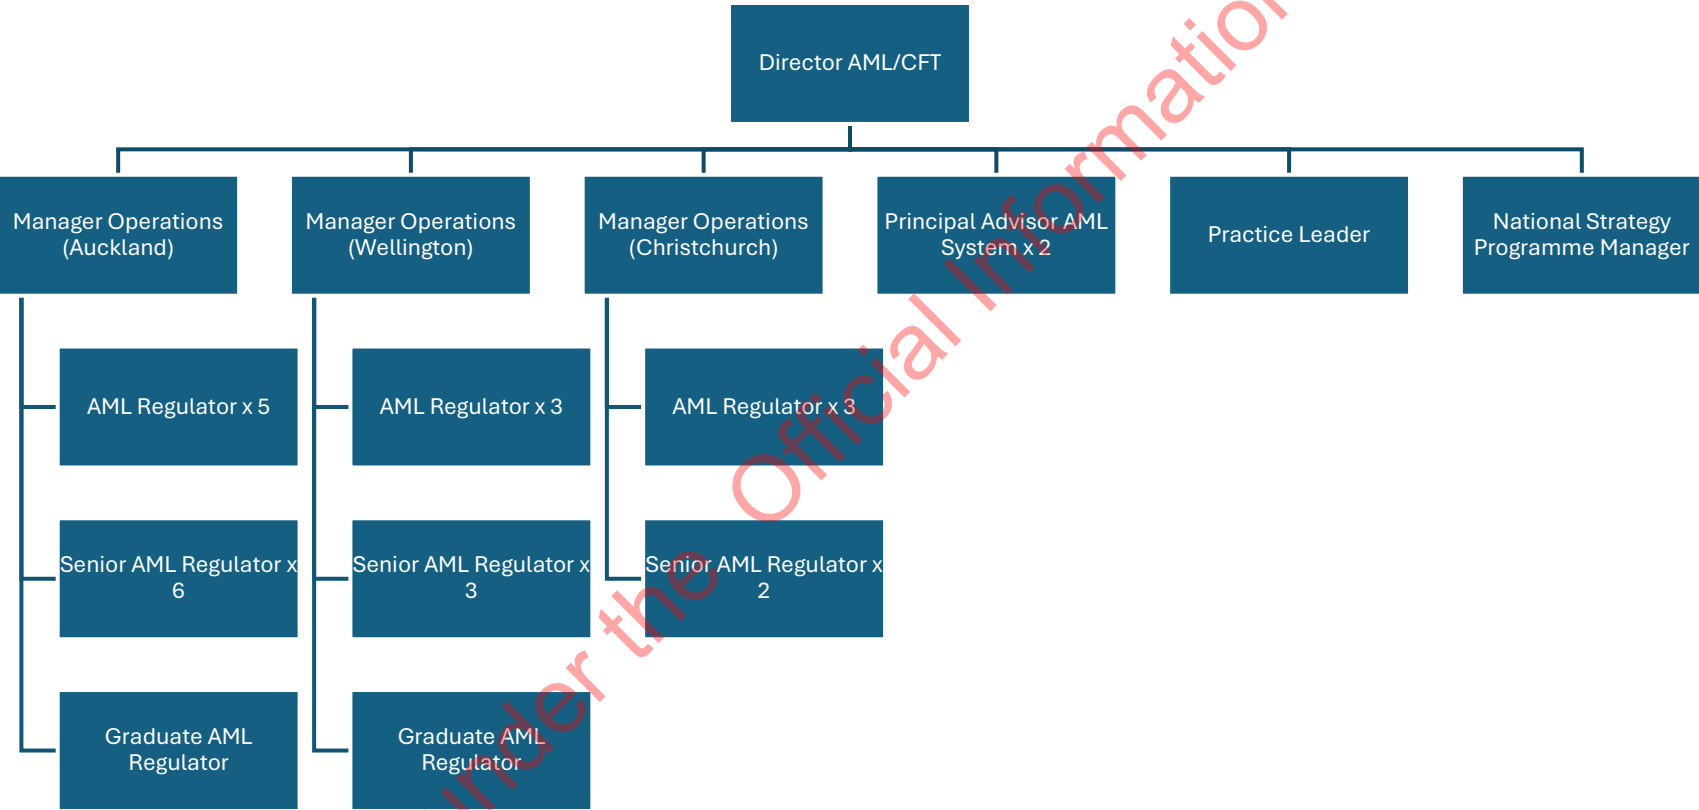 Director AML/CFT
Manager Operations
(Auckland)
Manager Operations
(Wellington)
Manager Operations
(Christchurch)
Principal Advisor AML
System x 2
Practice Leader
National Strategy
Programme Manager
AML Regulator x 5
AML Regulator x 3
AML Regulator x 3
Senior AML Regulator x
6
Senior AML Regulator x
3
Senior AML Regulator x
2
Graduate AML
Regulator
Graduate AML
Regulator
under the Official Information